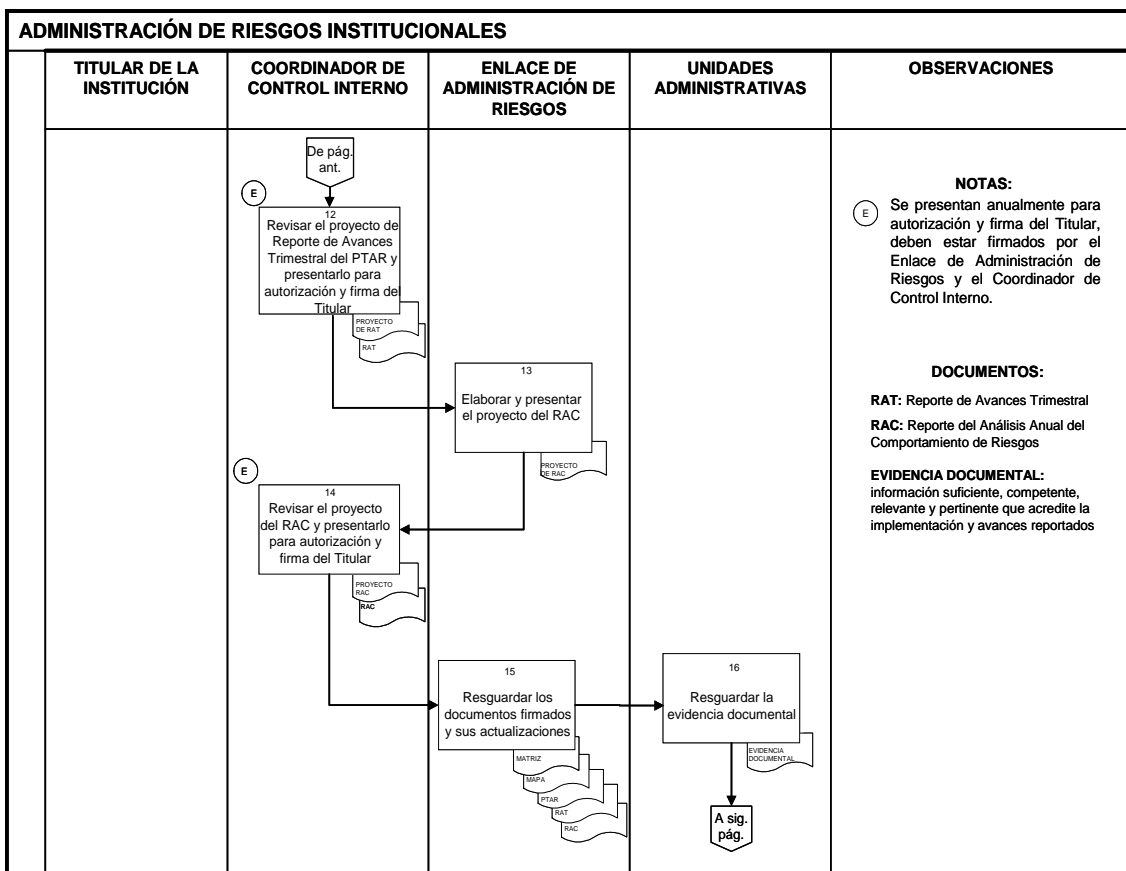 ADMINISTRACIÓN DE RIESGOS INSTITUCIONALES
TITULAR DE LA
INSTITUCIÓN
COORDINADOR DE
CONTROL INTERNO
ENLACE DE
ADMINISTRACIÓN DE
RIESGOS
UNIDADES
ADMINISTRATIVAS
OBSERVACIONES
De pág.
ant.
E
12
Revisar el proyecto de
Reporte de Avances
Trimestral del PTAR y
presentarlo para
autorización y firma del
Titular
PROYECTO
DE RAT
RAT
13
Elaborar y presentar
el proyecto del RAC
PROYECTO
DE RAC
E
14
Revisar el proyecto
del RAC y presentarlo
para autorización y
firma del Titular
PROYECTO
RAC
RAC
15
Resguardar los
documentos firmados
y sus actualizaciones
MATRIZ
MAPA
PTAR
RAT
RAC
16
Resguardar la
evidencia documental
EVIDENCIA
DOCUMENTAL
A sig.
pág.
NOTAS:
E
Se presentan anualmente para
autorización y firma del Titular,
deben estar firmados por el
Enlace de Administración de
Riesgos y el Coordinador de
Control Interno.
DOCUMENTOS:
RAT: Reporte de Avances Trimestral
RAC: Reporte del Análisis Anual del
Comportamiento de Riesgos
EVIDENCIA DOCUMENTAL:
información suficiente, competente,
relevante y pertinente que acredite la
implementación y avances reportados